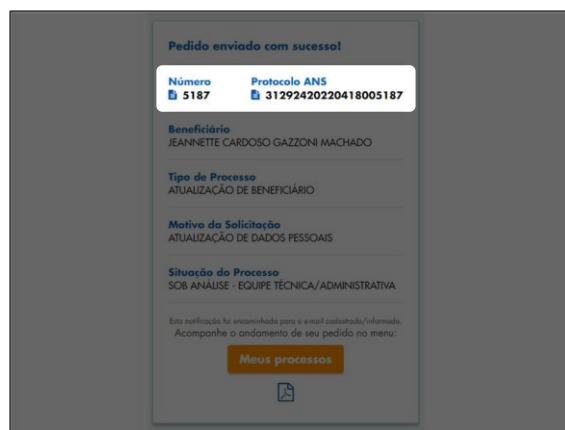 Pedido enviado com sucesso!
Número Protocolo ANS
5187 31292420220418005187
Beneficiário
JEANNETTE CARDOSO GAZZONI MACHADO
Tipo de Processo
ATUALIZAÇÃO DE BENEFICIÁRIO
Motivo da Solicitação
ATUALIZAÇÃO DE DADOS PESSOAIS
Situação do Processo
SOB ANÁLISE - EQUIPE TÉCNICA/ADMINISTRATIVA
Esta notificação foi encaminhada para o e-mail cadastrado/informado.
Acompanhe o andamento de seu pedido no menu:
Meus processos